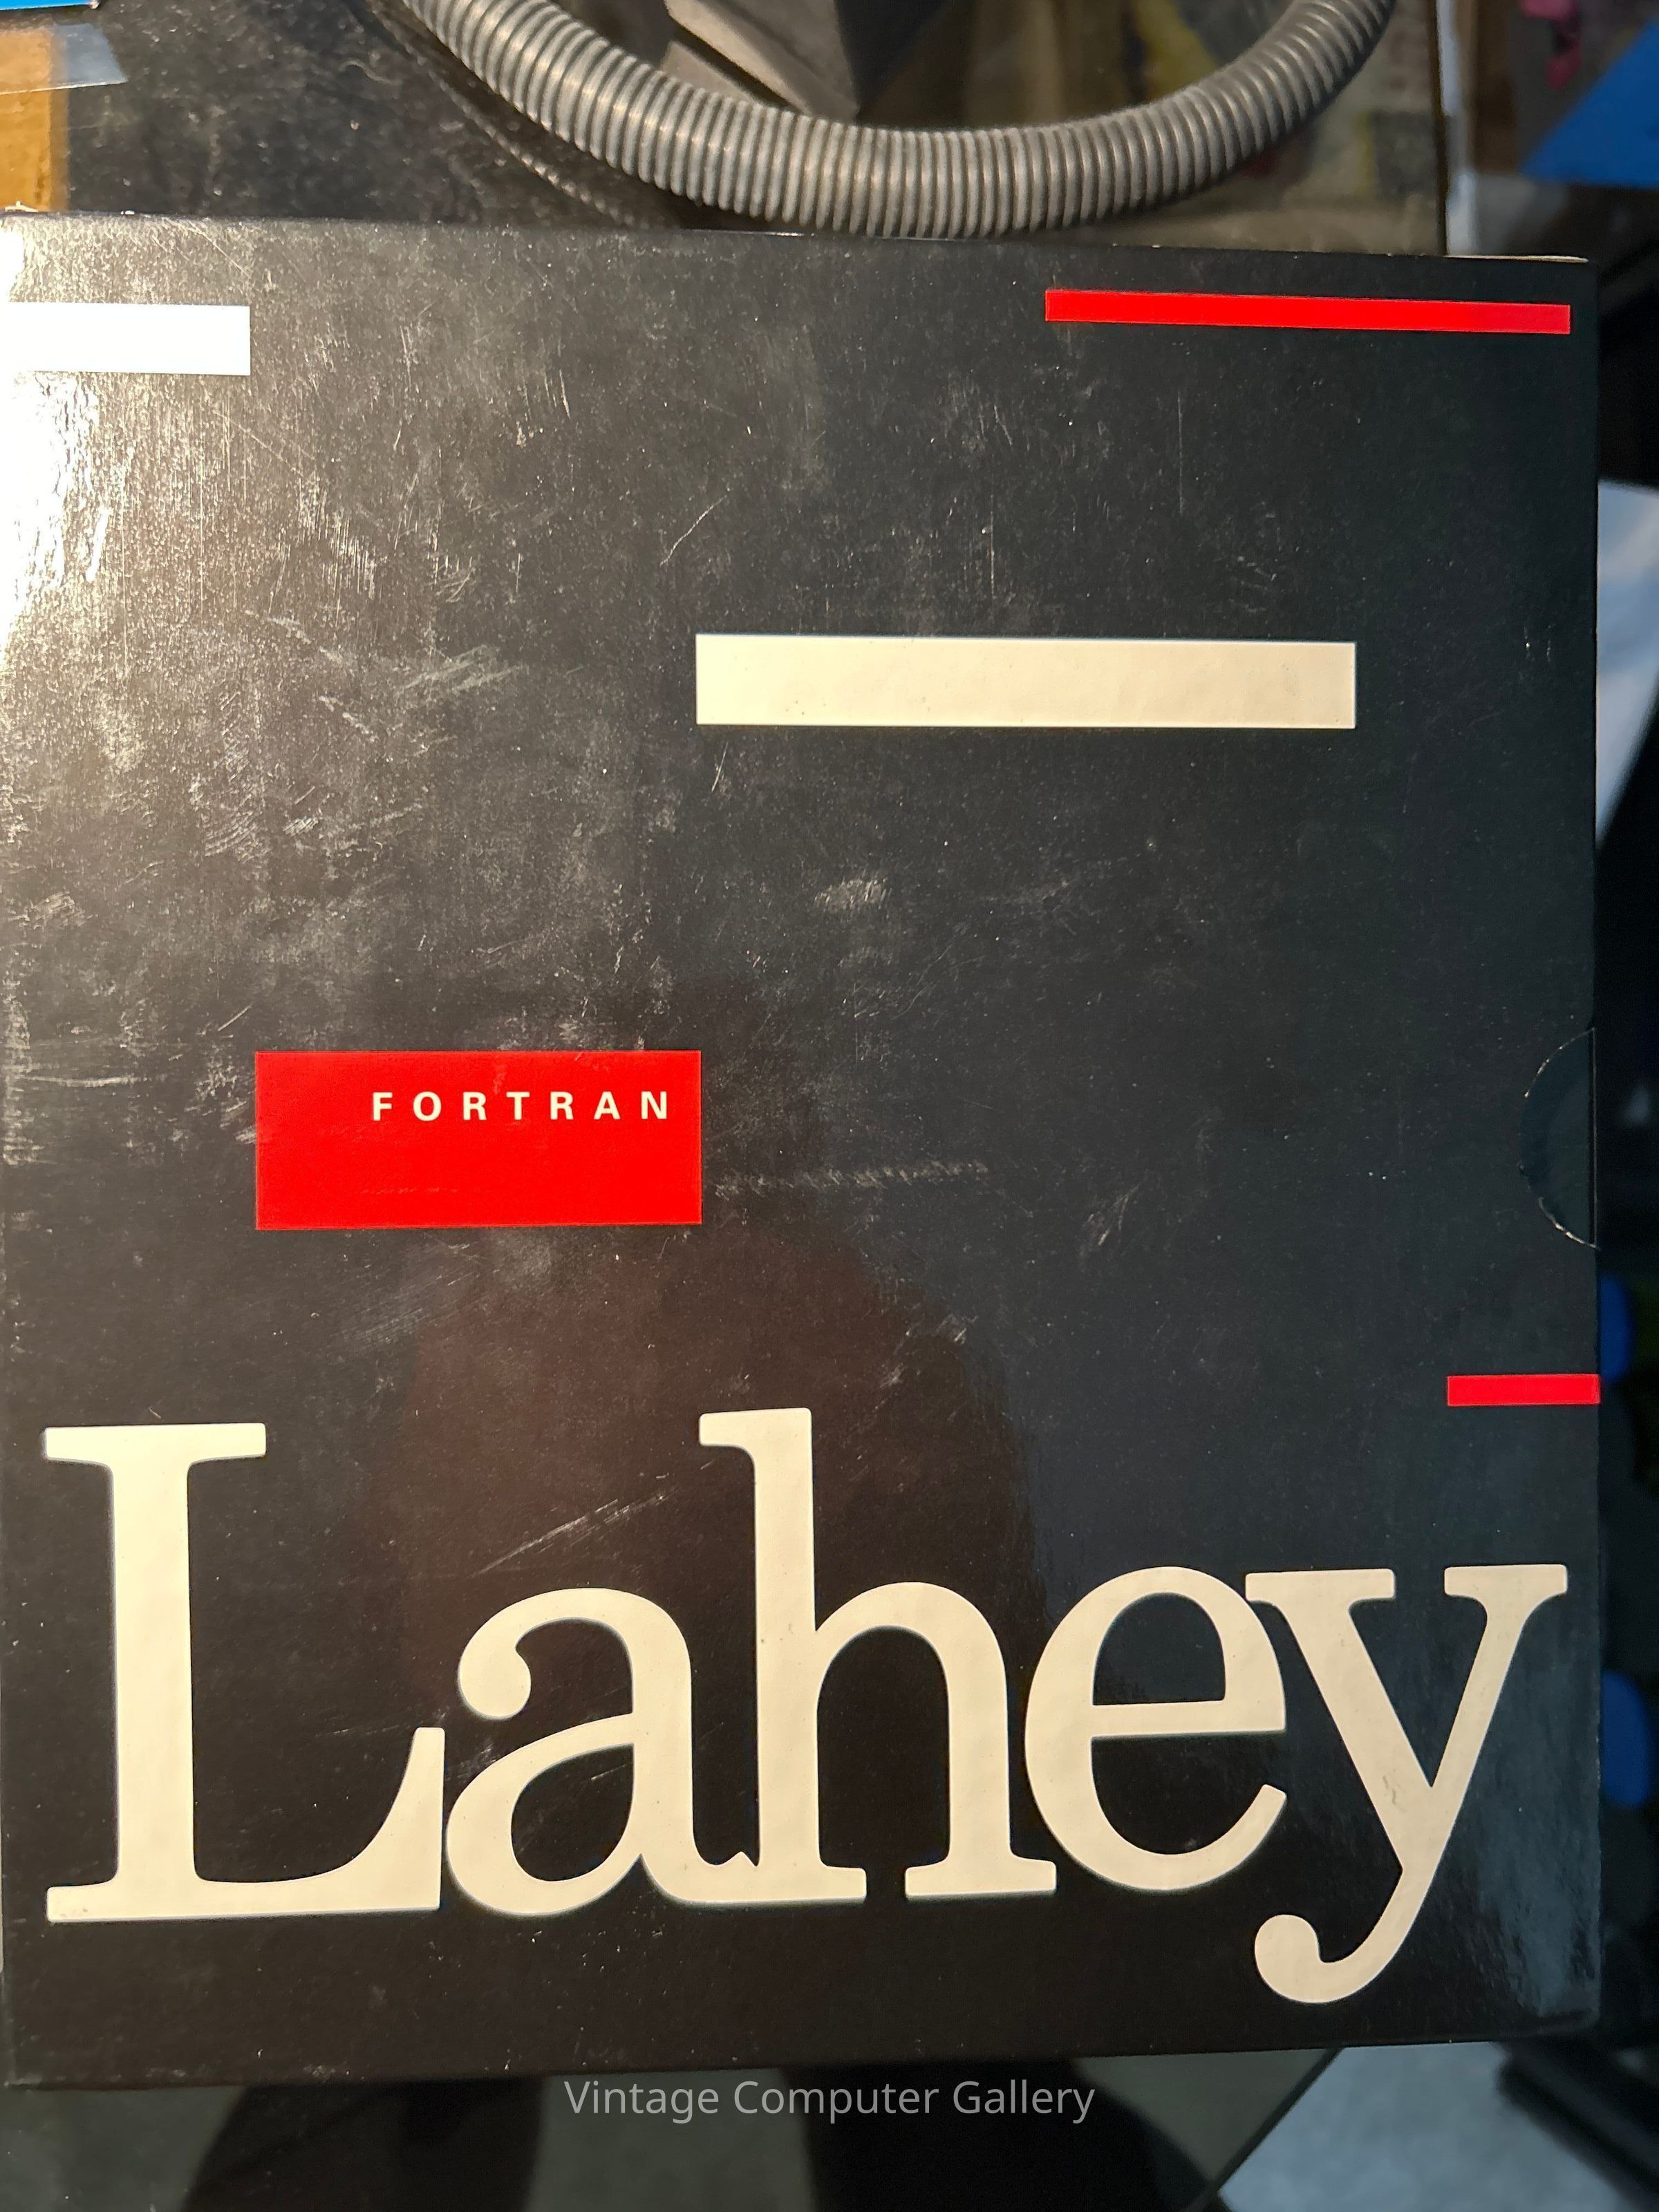 FORTRAN
Lahey
Vintage Computer Gallery